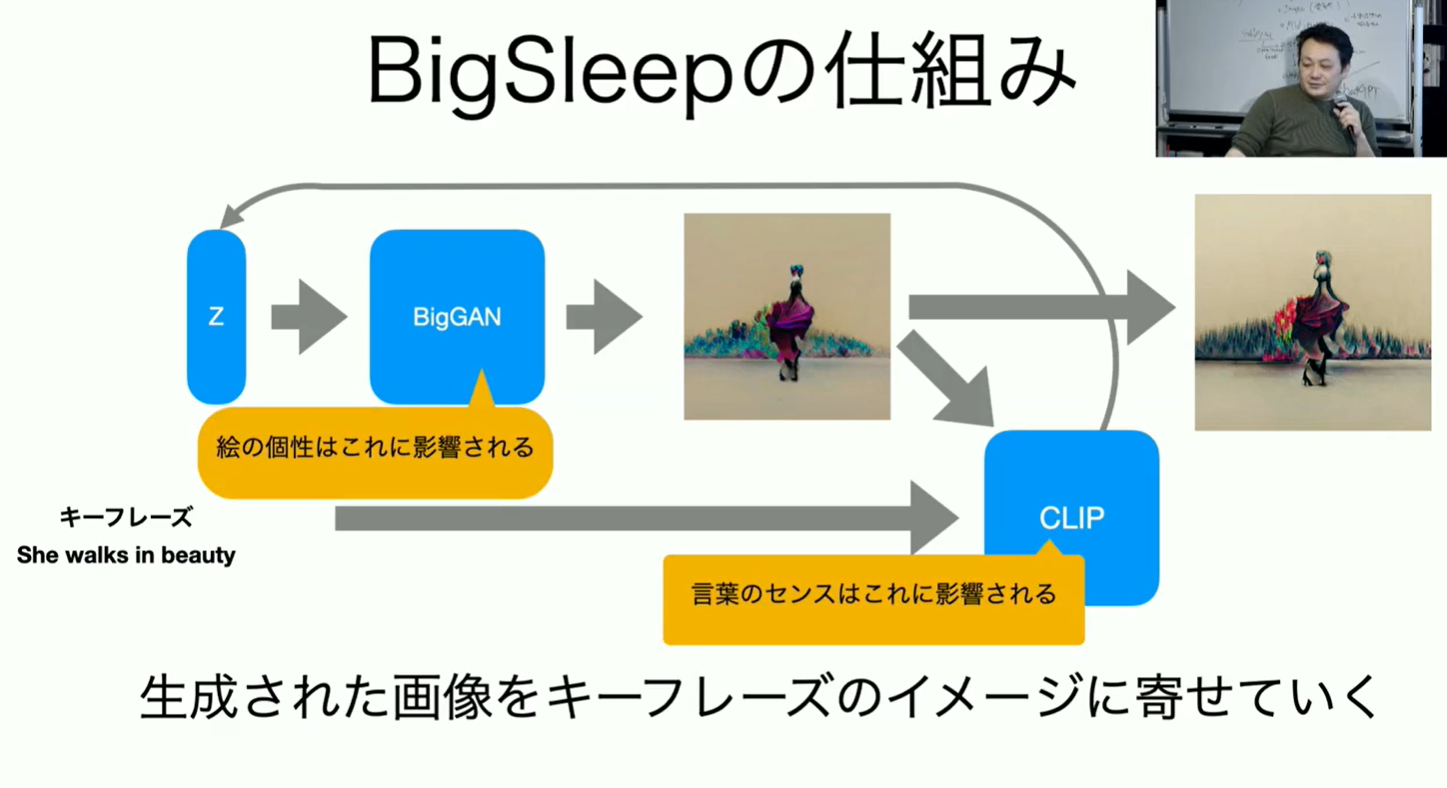 BigSleepの仕組み
Z
BigGAN
絵の個性はこれに影響される
キーフレーズ
She walks in beauty
CLIP
言葉のセンスはこれに影響される
生成された画像をキーフレーズのイメージに寄せていく